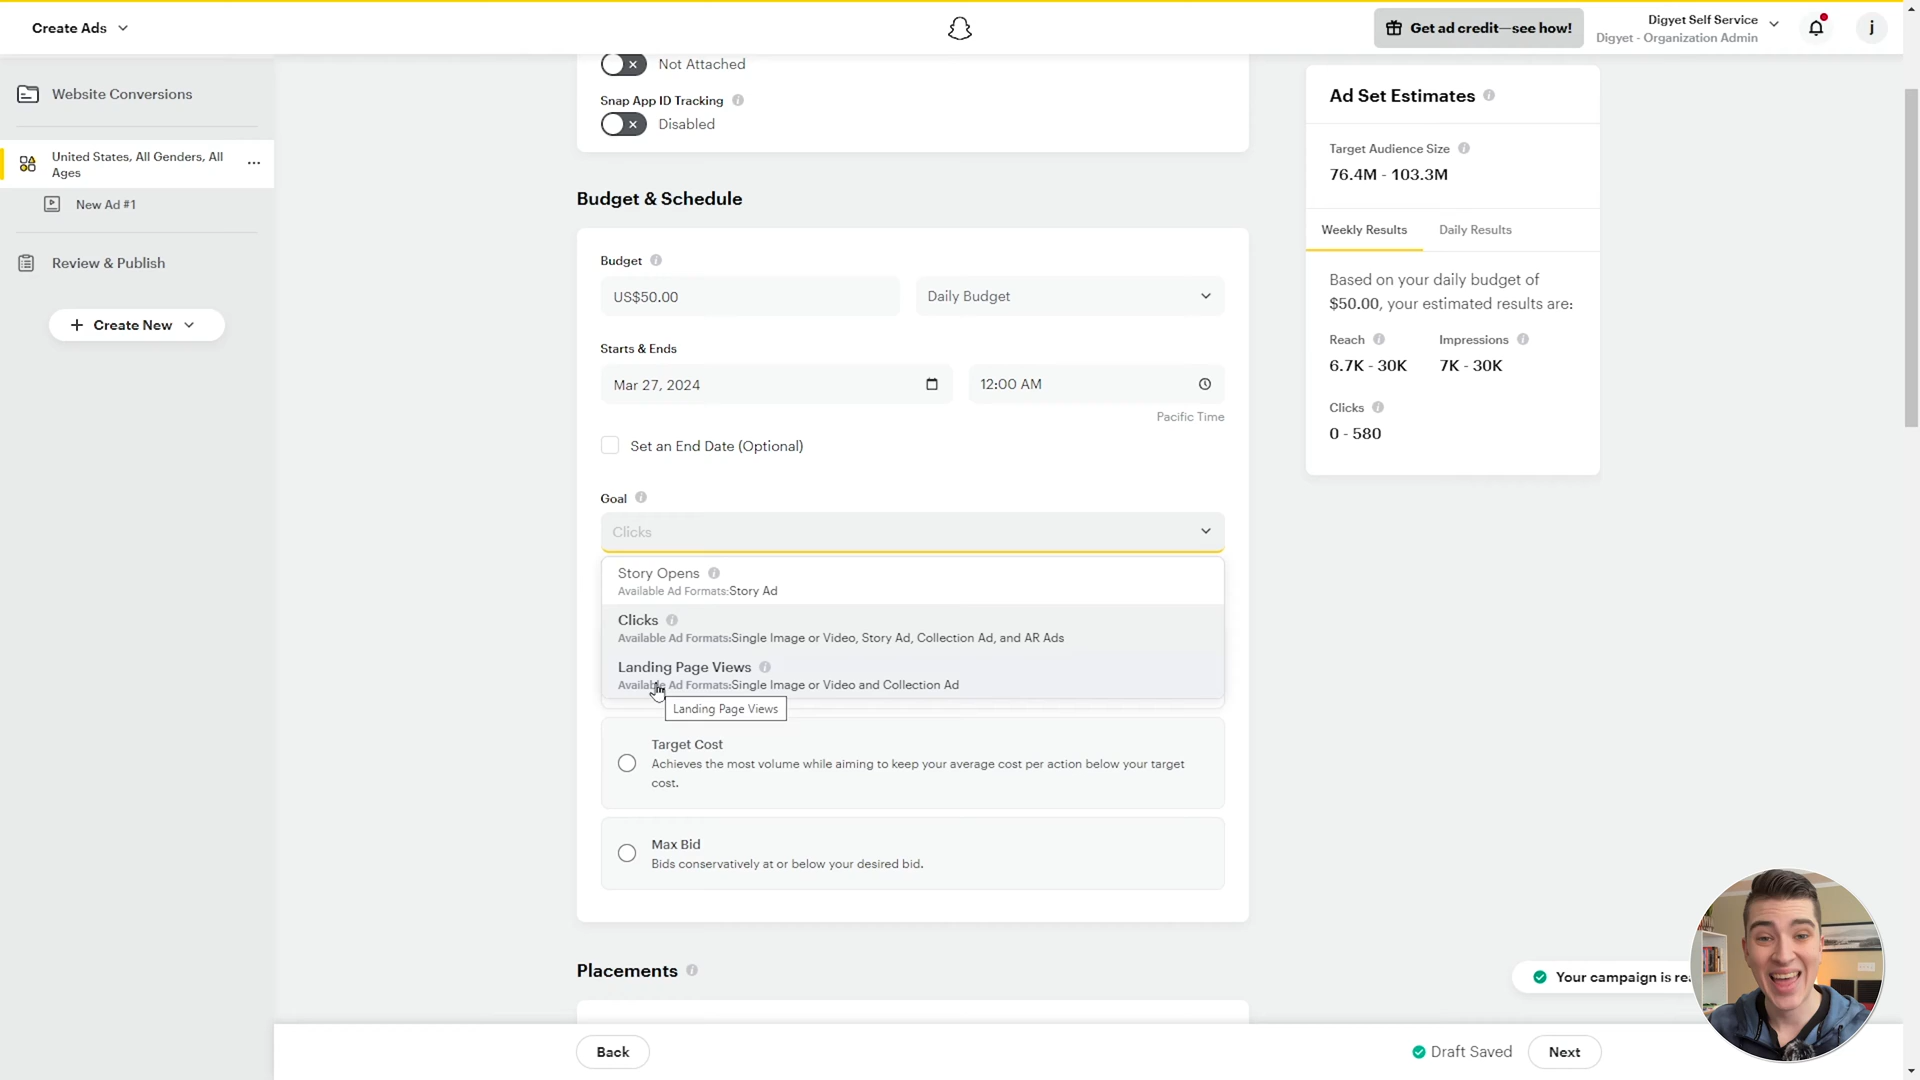 Create Ads
Get ad credit—see how!
Digyet Self Service
Digyet - Organization Admin
j
Website Conversions
United States, All Genders, All
Ages
New Ad #1
Review & Publish
+ Create New
Not Attached
Snap App ID Tracking
Disabled
Budget & Schedule
Budget
US$50.00
Daily Budget
Starts & Ends
Mar 27, 2024
12:00 AM
Pacific Time
Set an End Date (Optional)
Goal
Clicks
Story Opens
Available Ad Formats:Story Ad
Clicks
Available Ad Formats:Single Image or Video, Story Ad, Collection Ad, and AR Ads
Landing Page Views
Available Ad Formats:Single Image or Video and Collection Ad
Landing Page Views
Target Cost
Achieves the most volume while aiming to keep your average cost per action below your target
cost.
Max Bid
Bids conservatively at or below your desired bid.
Placements
Ad Set Estimates
Target Audience Size
76.4M - 103.3M
Weekly Results
Daily Results
Based on your daily budget of
$50.00, your estimated results are:
Reach
Impressions
6.7K - 30K
7K - 30K
Clicks
0 - 580
Your campaign is
Back
Draft Saved
Next